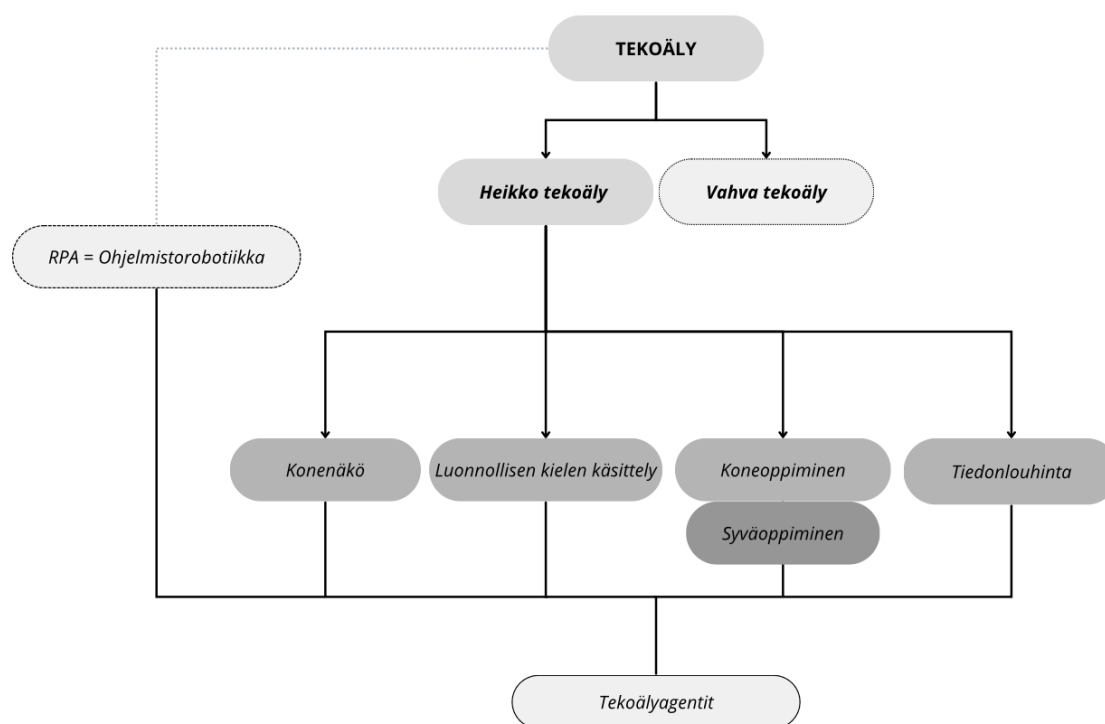 TEKOÄLY
Heikko tekoäly
Vahva tekoäly
RPA = Ohjelmistorobotiikka
Konenäkö
Luonnollisen kielen käsittely
Koneoppiminen
Tiedonlouhinta
Syväoppiminen
Tekoälyagentit